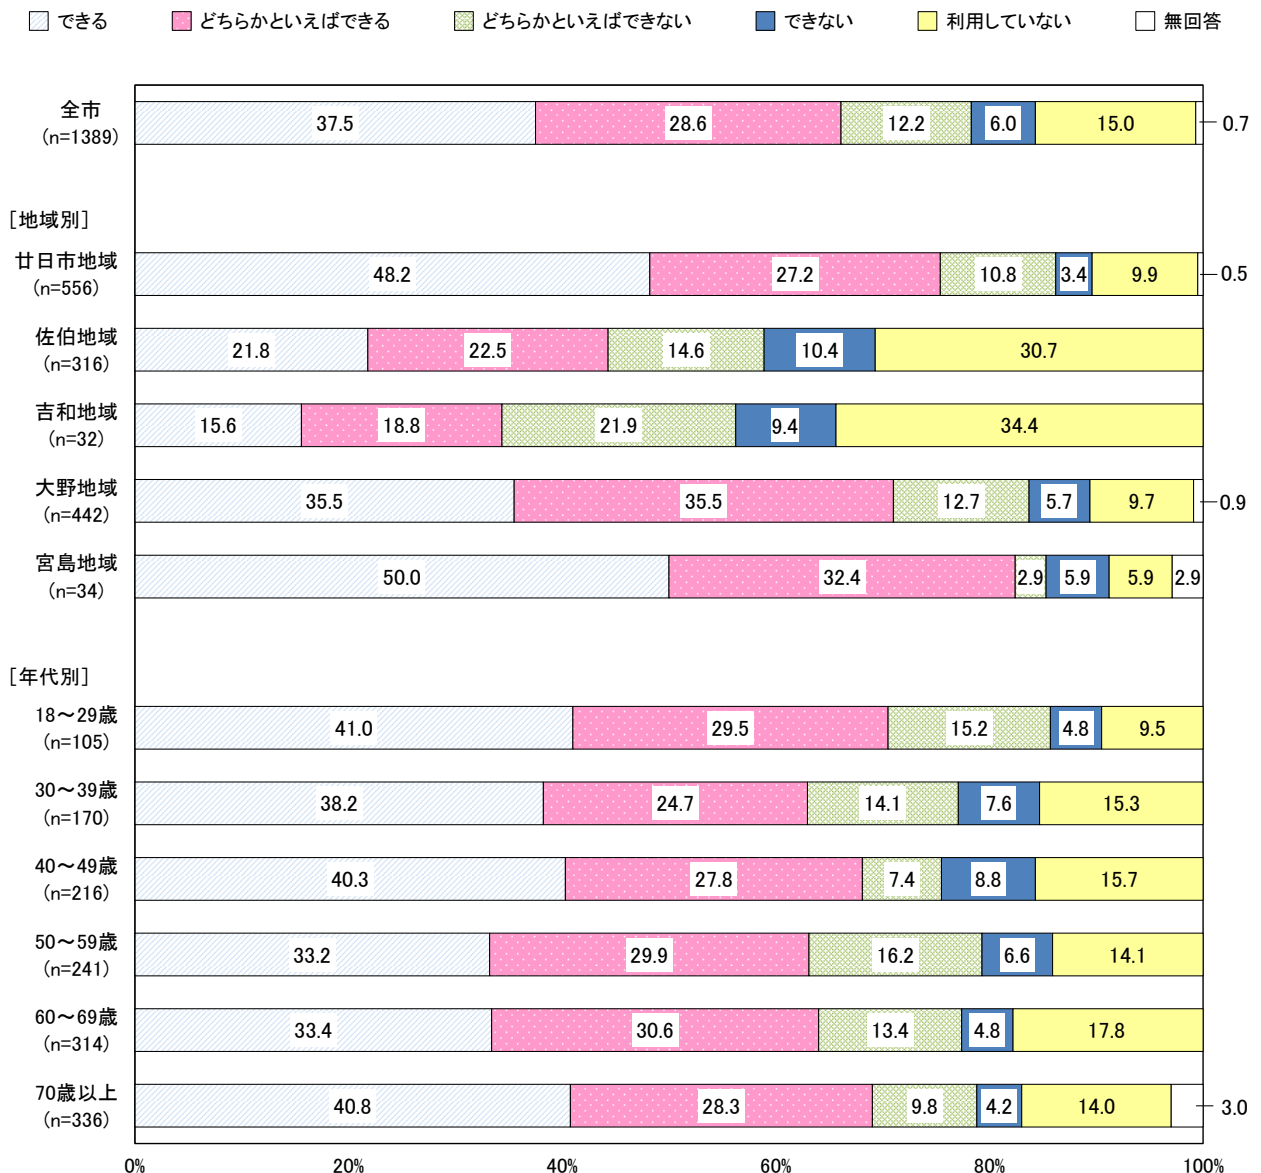 できる どちらかといえばできる どちらかといえばできない できない 利用していない 無回答
全市
(n=1389)
37.5 28.6 12.2 6.0 15.0 0.7
［地域別］
廿日市地域
(n=556)
48.2 27.2 10.8 3.4 9.9 0.5
佐伯地域
(n=316)
21.8 22.5 14.6 10.4 30.7
吉和地域
(n=32)
15.6 18.8 21.9 9.4 34.4
大野地域
(n=442)
35.5 35.5 12.7 5.7 9.7 0.9
宮島地域
(n=34)
50.0 32.4 2.9 5.9 5.9 2.9
［年代別］
18～29歳
(n=105)
41.0 29.5 15.2 4.8 9.5
30～39歳
(n=170)
38.2 24.7 14.1 7.6 15.3
40～49歳
(n=216)
40.3 27.8 7.4 8.8 15.7
50～59歳
(n=241)
33.2 29.9 16.2 6.6 14.1
60～69歳
(n=314)
33.4 30.6 13.4 4.8 17.8
70歳以上
(n=336)
40.8 28.3 9.8 4.2 14.0 3.0
0% 20% 40% 60% 80% 100%